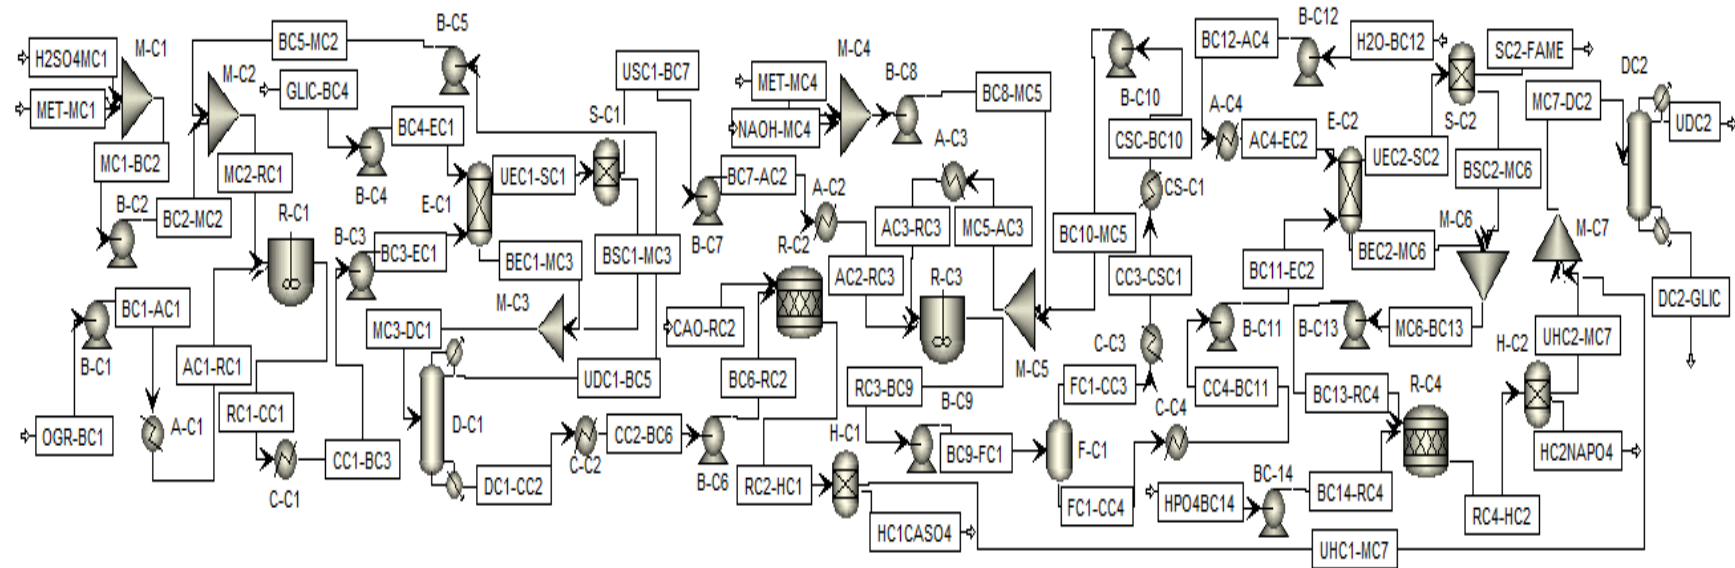 H2SO4MC1
MET-MC1
M-C1
MC1-BC2
B-C2
BC2-MC2
BC5-MC2
M-C2
MC2-RC1
GLIC-BC4
B-C4
BC4-EC1
B-C5
R-C1
B-C3
BC3-EC1
E-C1
UEC1-SC1
S-C1
BEC1-MC3
BSC1-MC3
M-C3
MC3-DC1
UDC1-BC5
D-C1
DC1-CC2
C-C2
CC2-BC6
B-C6
BC6-RC2
OGR-BC1
B-C1
BC1-AC1
A-C1
AC1-RC1
RC1-CC1
C-C1
CC1-BC3
USC1-BC7
B-C7
BC7-AC2
A-C2
AC2-RC3
R-C2
CAO-RC2
RC2-HC1
H-C1
HC1CASO4
MET-MC4
NAOH-MC4
M-C4
B-C8
BC8-MC5
A-C3
AC3-RC3
MC5-AC3
R-C3
M-C5
RC3-BC9
B-C9
BC9-FC1
F-C1
FC1-CC3
FC1-CC4
C-C3
CC3-CSC1
CS-C1
CSC-BC10
B-C10
BC10-MC5
C-C4
CC4-BC11
B-C11
BC11-EC2
BC12-AC4
B-C12
H2O-BC12
A-C4
AC4-EC2
E-C2
UEC2-SC2
S-C2
SC2-FAME
BSC2-MC6
BEC2-MC6
M-C6
MC6-BC13
B-C13
BC13-RC4
HPO4BC14
BC-14
BC14-RC4
R-C4
RC4-HC2
H-C2
HC2NAPO4
UHC2-MC7
UHC1-MC7
M-C7
MC7-DC2
DC2
UDC2
DC2-GLIC